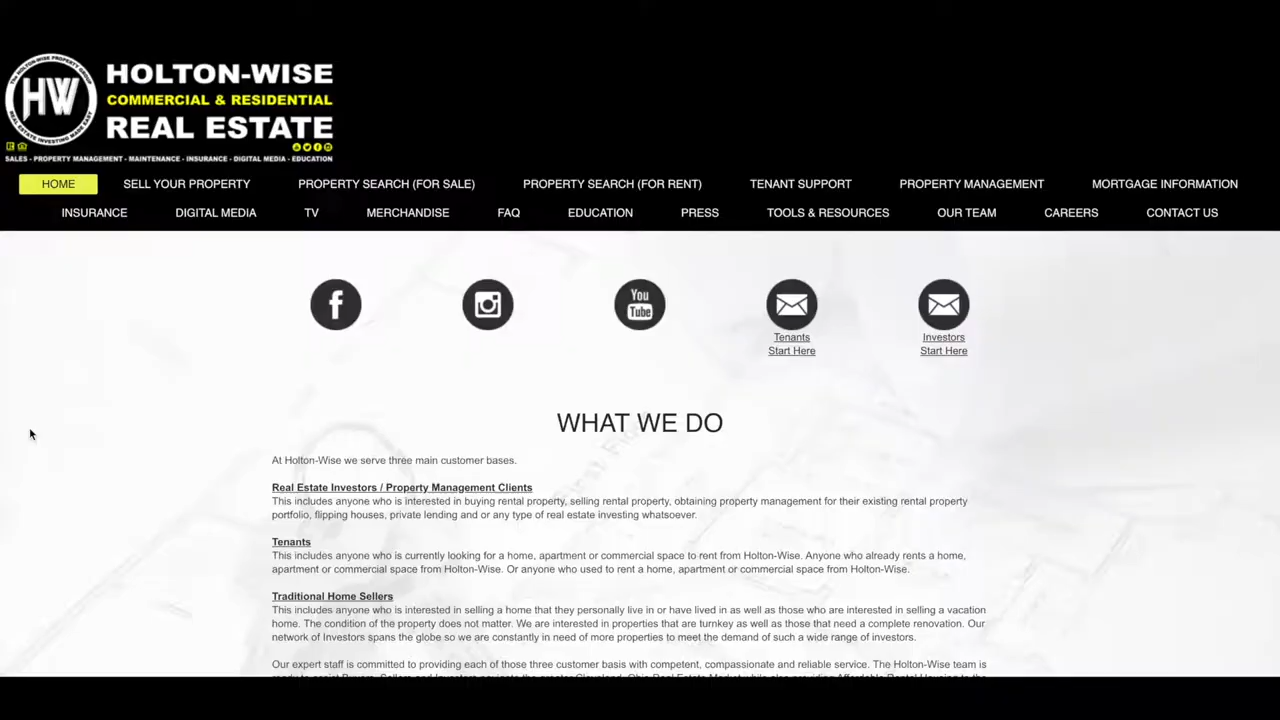 HOLTON-WISE
COMMERCIAL & RESIDENTIAL
REAL ESTATE
HW
SALES - PROPERTY MANAGEMENT - MAINTENANCE - INSURANCE - DIGITAL MEDIA - EDUCATION
HOME SELL YOUR PROPERTY PROPERTY SEARCH (FOR SALE) PROPERTY SEARCH (FOR RENT) TENANT SUPPORT PROPERTY MANAGEMENT MORTGAGE INFORMATION
INSURANCE DIGITAL MEDIA TV MERCHANDISE FAQ EDUCATION PRESS TOOLS & RESOURCES OUR TEAM CAREERS CONTACT US
You
Tube
Tenants
Start Here
Investors
Start Here
WHAT WE DO
At Holton-Wise we serve three main customer bases.
Real Estate Investors / Property Management Clients
This includes anyone who is interested in buying rental property, selling rental property, obtaining property management for their existing rental property
portfolio, flipping houses, private lending and or any type of real estate investing whatsoever.
Tenants
This includes anyone who is currently looking for a home, apartment or commercial space to rent from Holton-Wise. Anyone who already rents a home,
apartment or commercial space from Holton-Wise. Or anyone who used to rent a home, apartment or commercial space from Holton-Wise.
Traditional Home Sellers
This includes anyone who is interested in selling a home that they personally live in or have lived in as well as those who are interested in selling a vacation
home. The condition of the property does not matter. We are interested in properties that are turnkey as well as those that need a complete renovation. Our
network of Investors spans the globe so we are constantly in need of more properties to meet the demand of such a wide range of investors.
Our expert staff is committed to providing each of those three customer basis with competent, compassionate and reliable service. The Holton-Wise team is